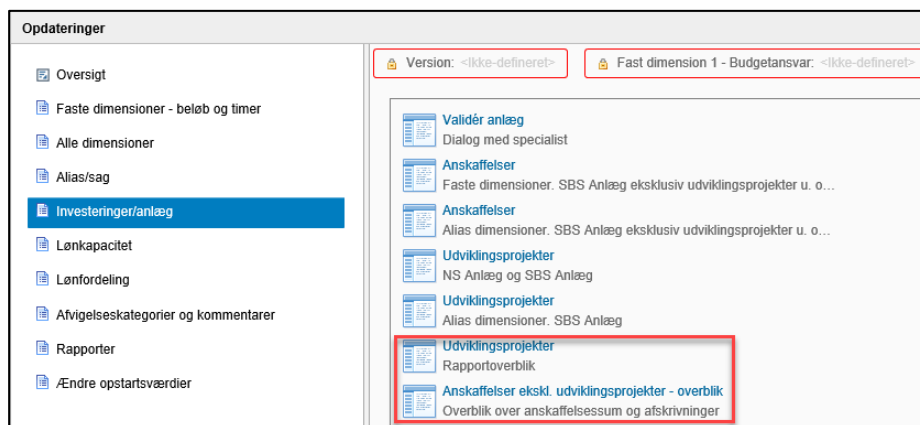 Opdateringer
Oversigt
Faste dimensioner - beløb og timer
Alle dimensioner
Alias/sag
Investeringer/anlæg
Lønkapacitet
Lønfordeling
Afvigelseskategorier og kommentarer
Rapporter
Ændre opstartsværdier
Version: <Ikke-defineret>
Fast dimension 1 - Budgetansvar: <Ikke-defineret>
Validér anlæg
Dialog med specialist
Anskaffelser
Faste dimensioner. SBS Anlæg eksklusiv udviklingsprojekter u. o...
Anskaffelser
Alias dimensioner. SBS Anlæg eksklusiv udviklingsprojekter u. o...
Udviklingsprojekter
NS Anlæg og SBS Anlæg
Udviklingsprojekter
Alias dimensioner. SBS Anlæg
Udviklingsprojekter
Rapportoverblik
Anskaffelser ekskl. udviklingsprojekter - overblik
Overblik over anskaffelsessum og afskrivninger